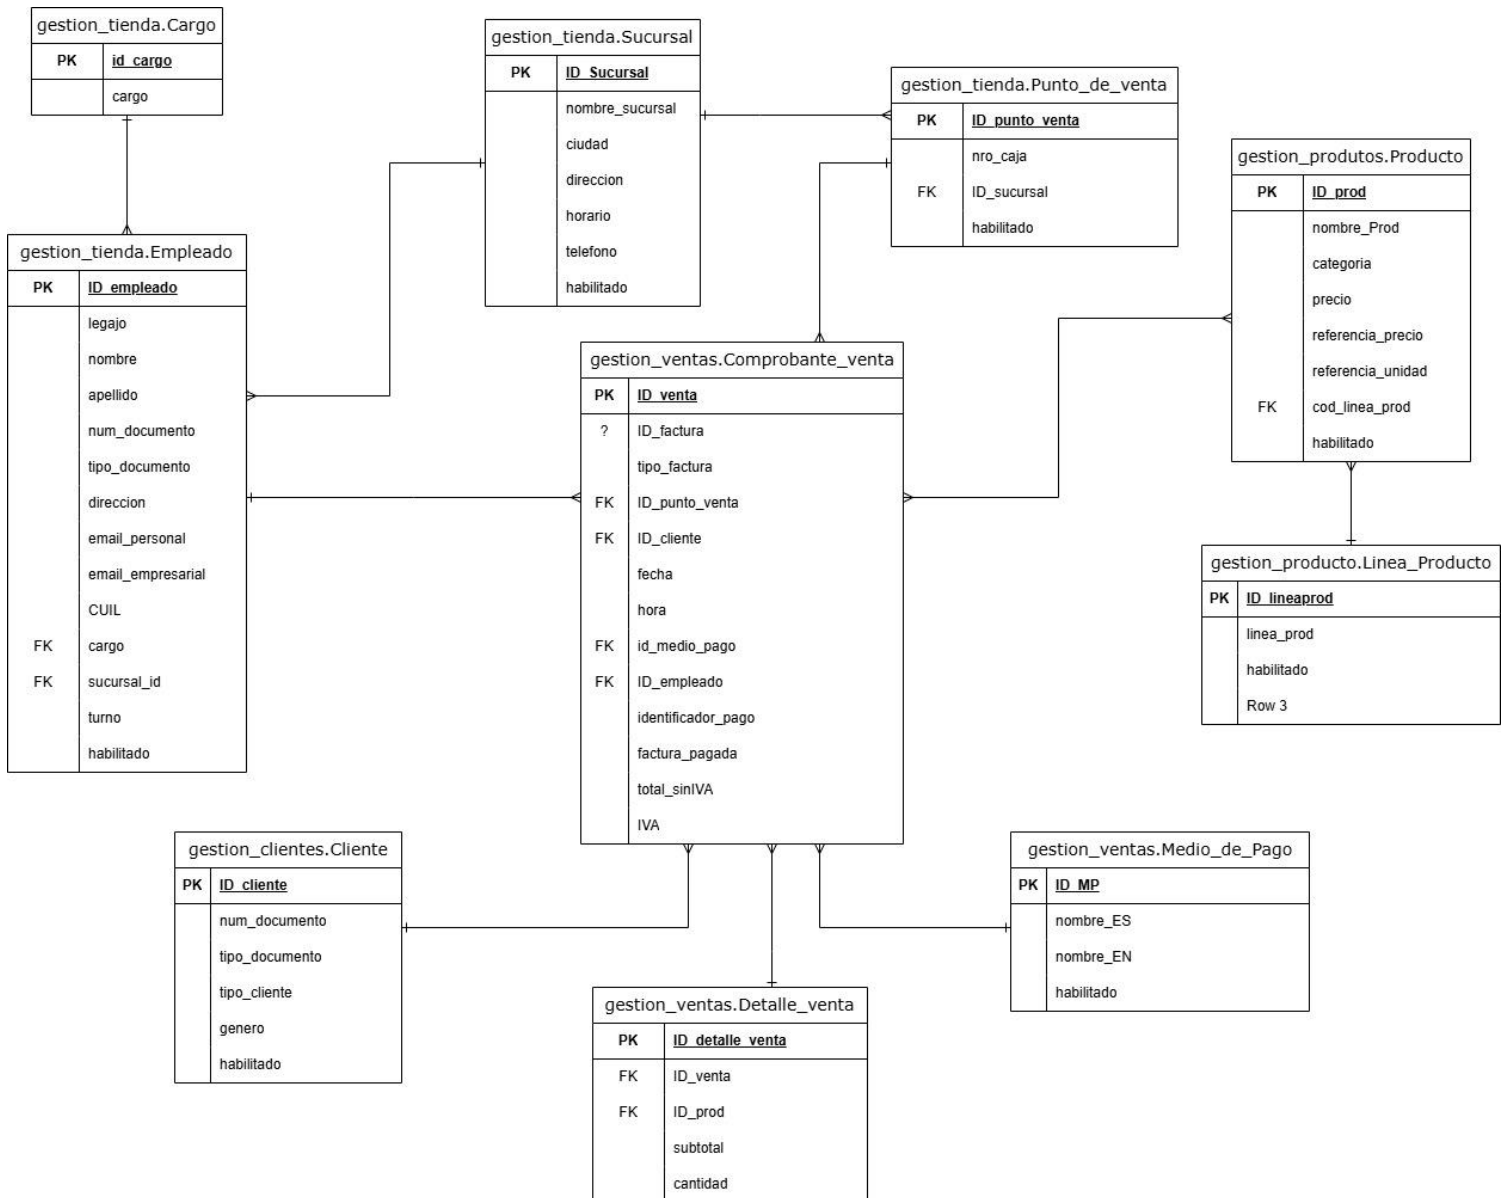 gestion_tienda.Cargo
PK id_cargo
cargo
gestion_tienda.Sucursal
PK ID_Sucursal
nombre_sucursal
ciudad
direccion
horario
telefono
habilitado
gestion_tienda.Punto_de_venta
PK ID_punto_venta
nro_caja
FK ID_sucursal
habilitado
gestion_produtos.Producto
PK ID_prod
nombre_Prod
categoria
precio
referencia_precio
referencia_unidad
FK cod_linea_prod
habilitado
gestion_tienda.Empleado
PK ID_empleado
legajo
nombre
apellido
num_documento
tipo_documento
direccion
email_personal
email_empresarial
CUIL
FK cargo
FK sucursal_id
turno
habilitado
gestion_ventas.Comprobante_venta
PK ID_venta
? ID_factura
tipo_factura
FK ID_punto_venta
FK ID_cliente
fecha
hora
FK id_medio_pago
FK ID_empleado
identificador_pago
factura_pagada
total_sinIVA
IVA
gestion_producto.Linea_Producto
PK ID_lineaprod
linea_prod
habilitado
Row 3
gestion_clientes.Cliente
PK ID_cliente
num_documento
tipo_documento
tipo_cliente
genero
habilitado
gestion_ventas.Medio_de_Pago
PK ID_MP
nombre_ES
nombre_EN
habilitado
gestion_ventas.Detalle_venta
PK ID_detalle_venta
FK ID_venta
FK ID_prod
subtotal
cantidad